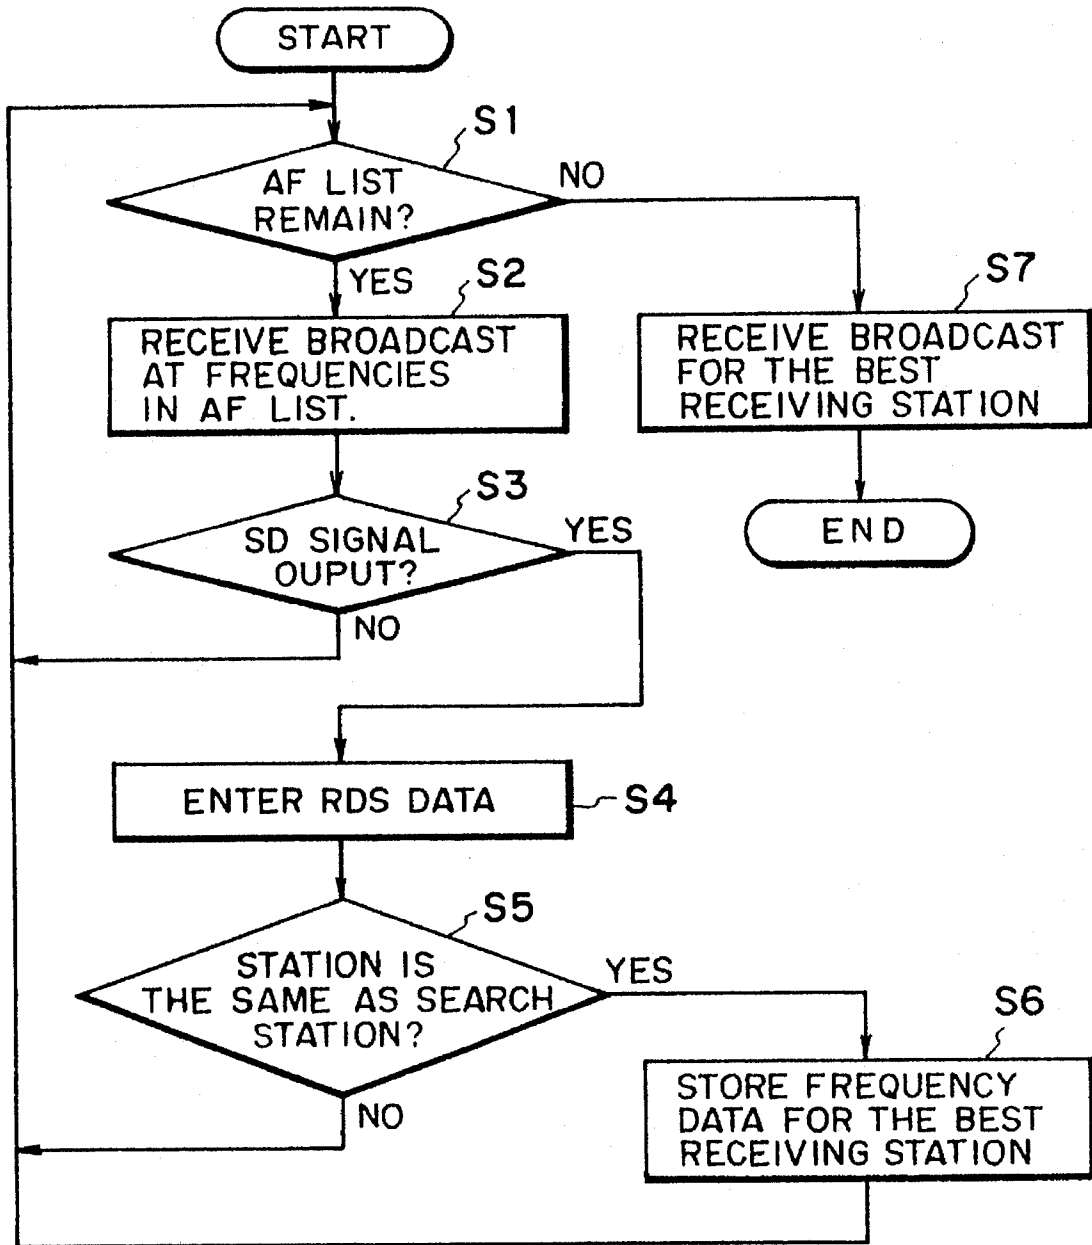 START
S1
AF LIST
REMAIN?
NO
YES
S2
RECEIVE BROADCAST
AT FREQUENCIES
IN AF LIST.
S7
RECEIVE BROADCAST
FOR THE BEST
RECEIVING STATION
S3
SD SIGNAL
OUPUT?
YES
NO
END
ENTER RDS DATA
S4
S5
STATION IS
THE SAME AS SEARCH
STATION?
YES
NO
S6
STORE FREQUENCY
DATA FOR THE BEST
RECEIVING STATION